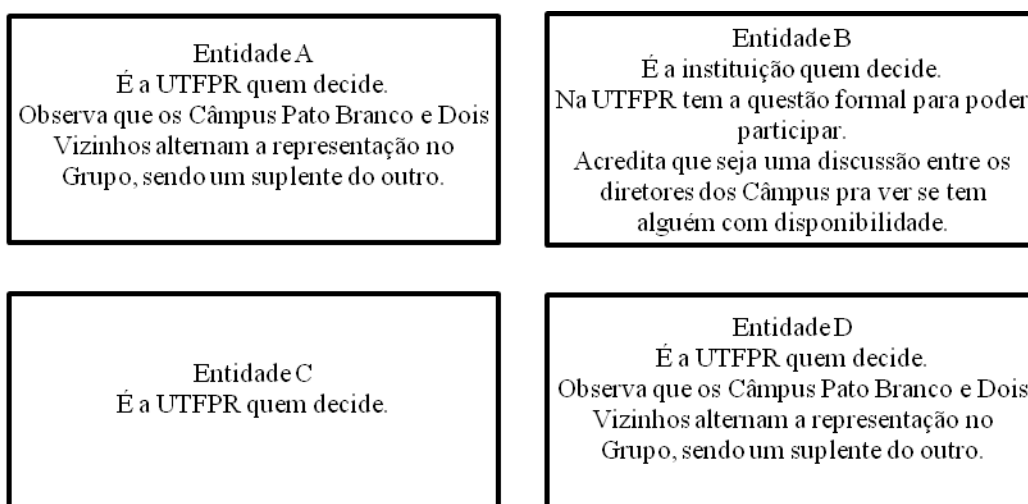 Entidade A
É a UTFPR quem decide.
Observa que os Câmpus Pato Branco e Dois
Vizinhos alternam a representação no
Grupo, sendo um suplente do outro.
Entidade B
É a instituição quem decide.
Na UTFPR tem a questão formal para poder
participar.
Acredita que seja uma discussão entre os
diretores dos Câmpus pra ver se tem
alguém com disponibilidade.
Entidade C
É a UTFPR quem decide.
Entidade D
É a UTFPR quem decide.
Observa que os Câmpus Pato Branco e Dois
Vizinhos alternam a representação no
Grupo, sendo um suplente do outro.